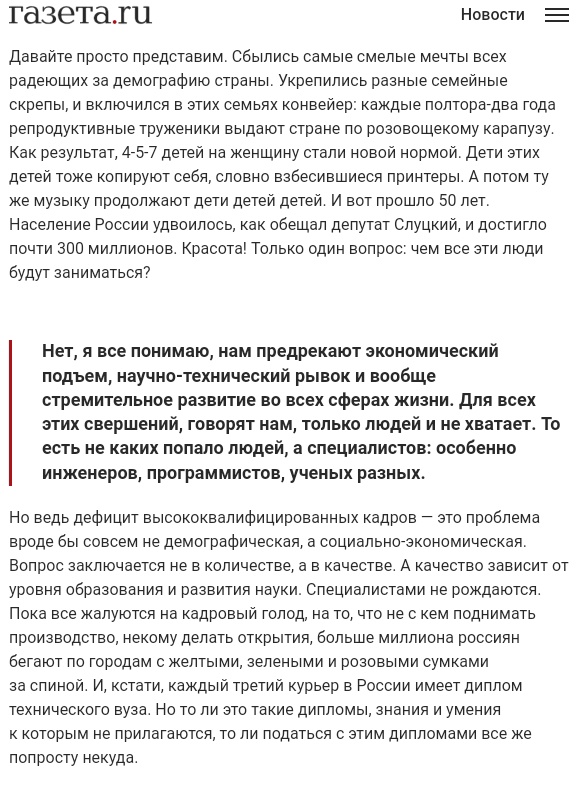 газета.ru
Новости
Давайте просто представим. Сбылись самые смелые мечты всех
радеющих за демографию страны. Укрепились разные семейные
скрепы, и включился в этих семьях конвейер: каждые полтора-два года
репродуктивные труженики выдают стране по розовощекому карапузу.
Как результат, 4-5-7 детей на женщину стали новой нормой. Дети этих
детей тоже копируют себя, словно взбесившиеся принтеры. А потом ту
же музыку продолжают дети детей детей. И вот прошло 50 лет.
Население России удвоилось, как обещал депутат Слуцкий, и достигло
почти 300 миллионов. Красота! Только один вопрос: чем все эти люди
будут заниматься?
Нет, я все понимаю, нам предрекают экономический
подъем, научно-технический рывок и вообще
стремительное развитие во всех сферах жизни. Для всех
этих свершений, говорят нам, только людей и не хватает. То
есть не каких попало людей, а специалистов: особенно
инженеров, программистов, ученых разных.
Но ведь дефицит высококвалифицированных кадров — это проблема
вроде бы совсем не демографическая, а социально-экономическая.
Вопрос заключается не в количестве, а в качестве. А качество зависит от
уровня образования и развития науки. Специалистами не рождаются.
Пока все жалуются на кадровый голод, на то, что не с кем поднимать
производство, некому делать открытия, больше миллиона россиян
бегают по городам с желтыми, зелеными и розовыми сумками
за спиной. И, кстати, каждый третий курьер в России имеет диплом
технического вуза. Но то ли это такие дипломы, знания и умения
к которым не прилагаются, то ли податься с этим дипломами все же
попросту некуда.